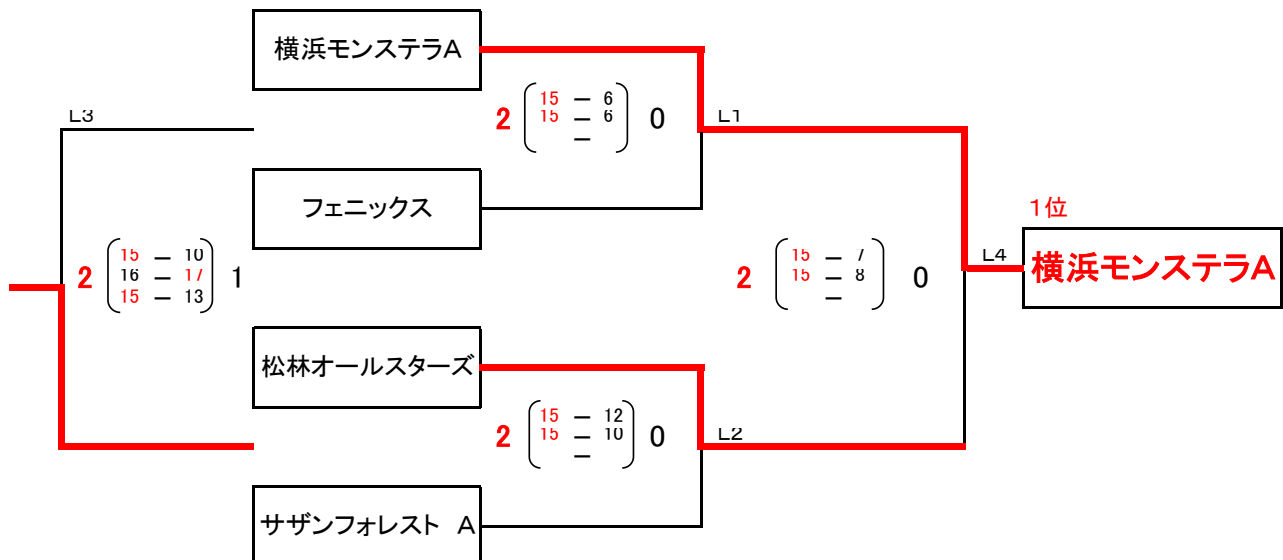 横浜モンステラA
2 15 － 6 0
15 － 6
－
L3
L1
フェニックス
1位
横浜モンステラA
L4
2 15 － 10 1
16 － 17
15 － 13
2 15 － 7 0
15 － 8
－
松林オールスターズ
2 15 － 12 0
15 － 10
－
L2
サザンフォレスト A